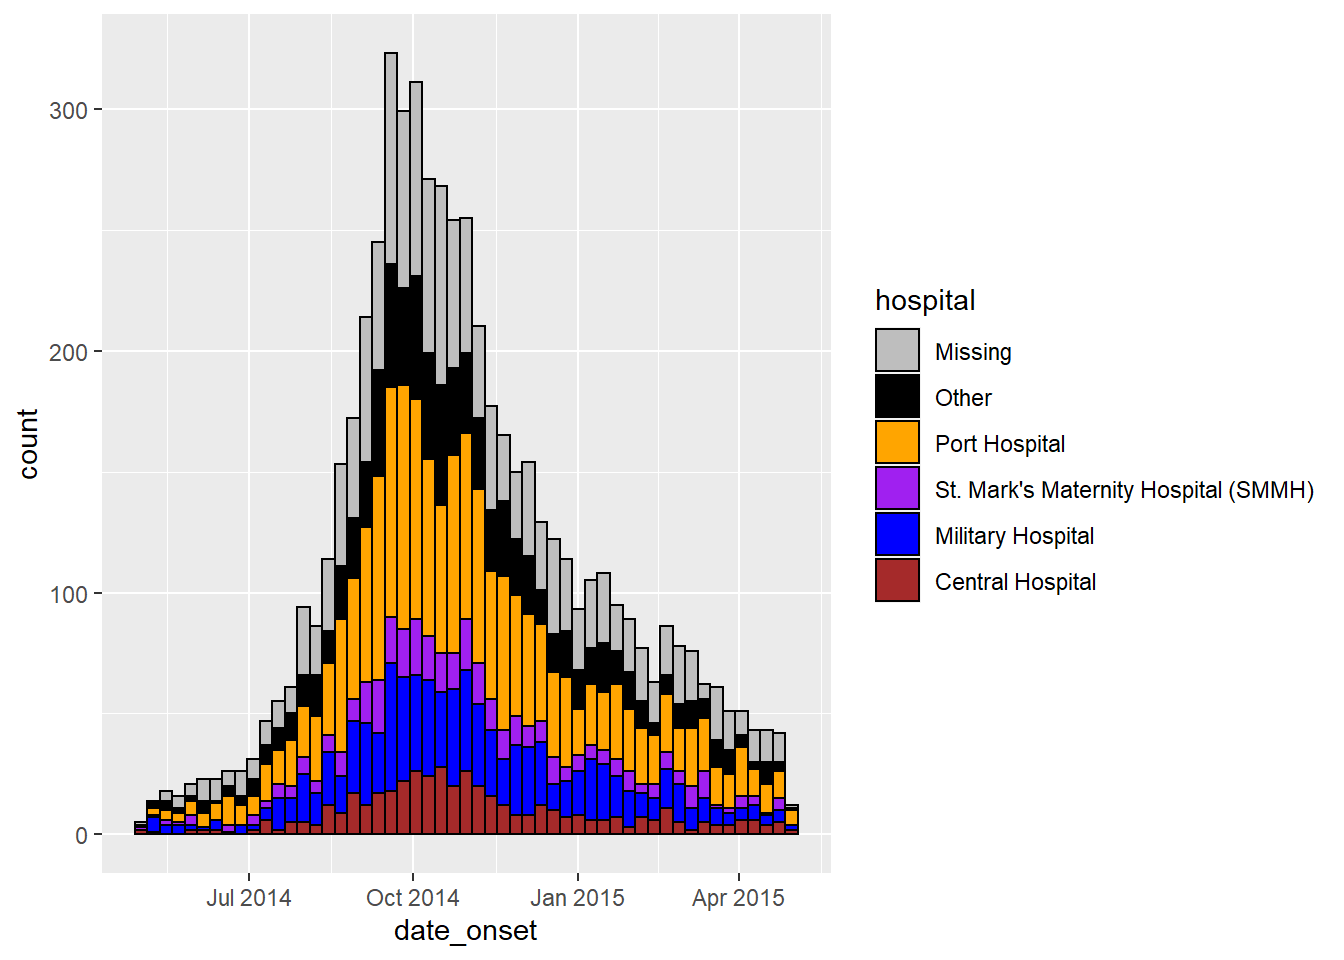 300
200
100
0
count
Jul 2014
Oct 2014
Jan 2015
Apr 2015
date_onset
hospital
Missing
Other
Port Hospital
St. Mark's Maternity Hospital (SMMH)
Military Hospital
Central Hospital